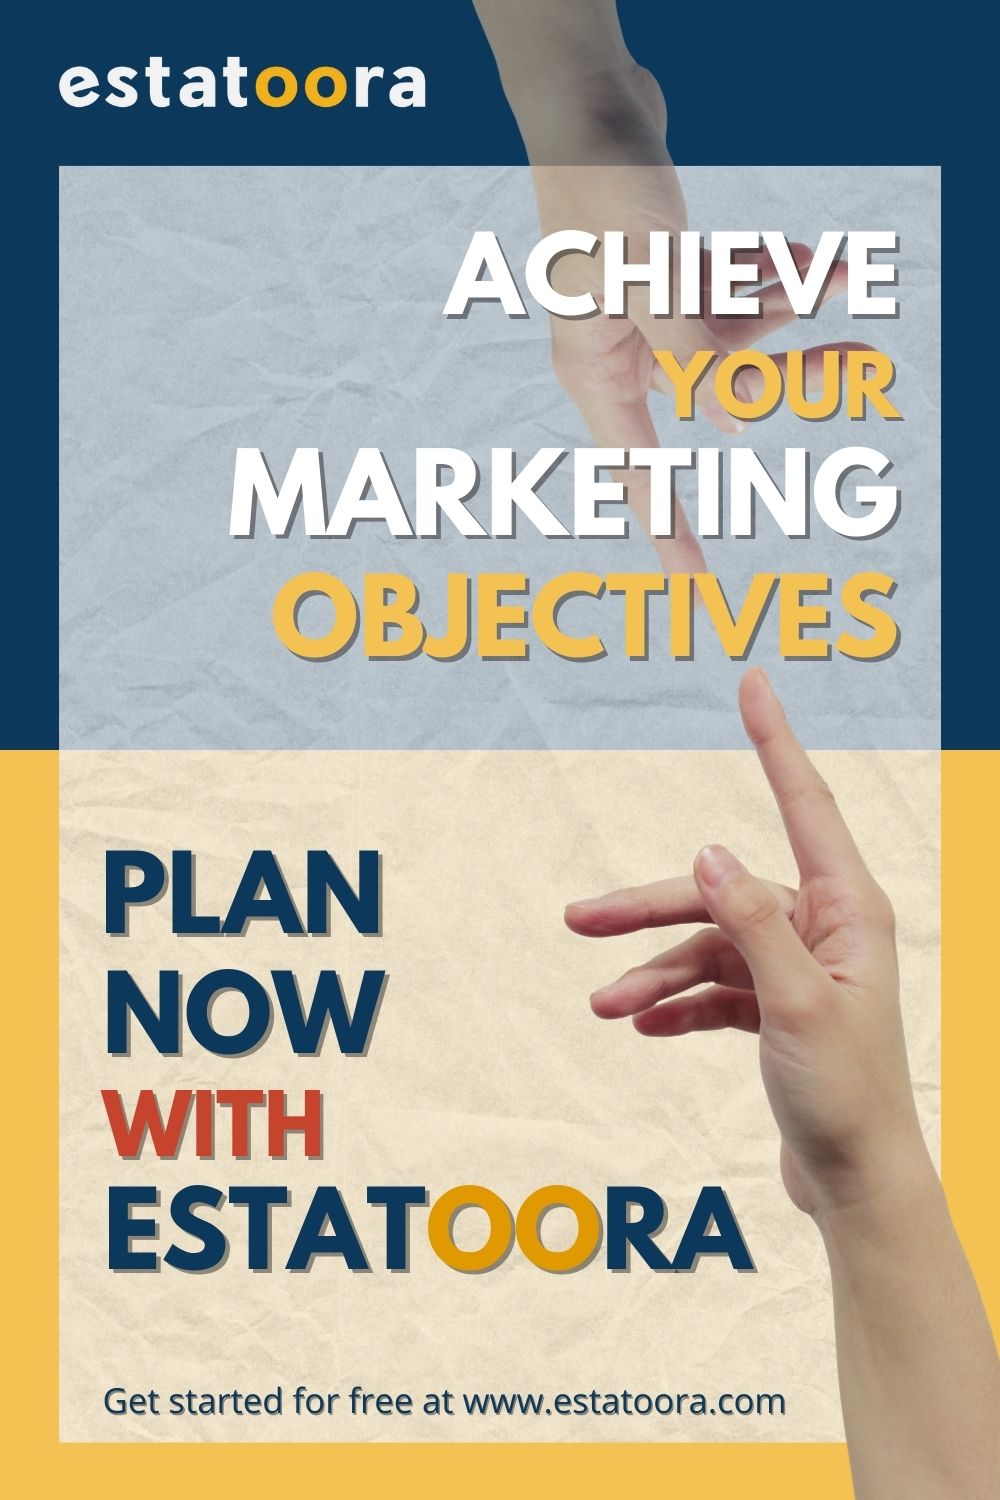 estatoora
ACHIEVE
YOUR
MARKETING
OBJECTIVES
PLAN
NOW
WITH
ESTATOORA
Get started for free at www.estatoora.com